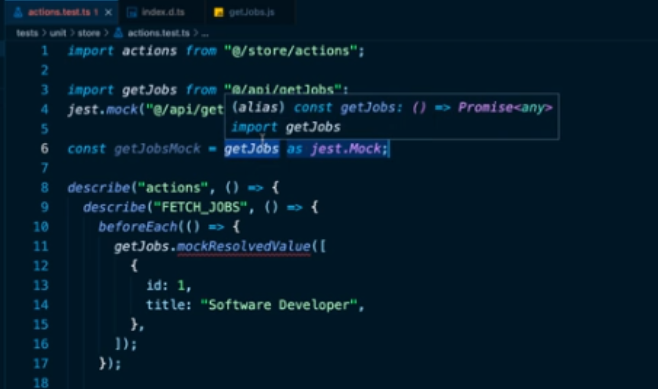 actions.test.ts 1 × index.d.ts getJobs.js
tests > unit > store > actions.test.ts > ...
1 import actions from "@/store/actions";
2
3 import getJobs from "@/api/getJobs";
4 jest.mock("@/api/get
(alias) const getJobs: () => Promise<any>
import getJobs
5
6 const getJobsMock = getJobs as jest.Mock;
7
8 describe("actions", () => {
9 describe("FETCH_JOBS", () => {
10 beforeEach(() => {
11 getJobs.mockResolvedValue([
12 {
13 id: 1,
14 title: "Software Developer",
15 },
16 ]);
17 });
18